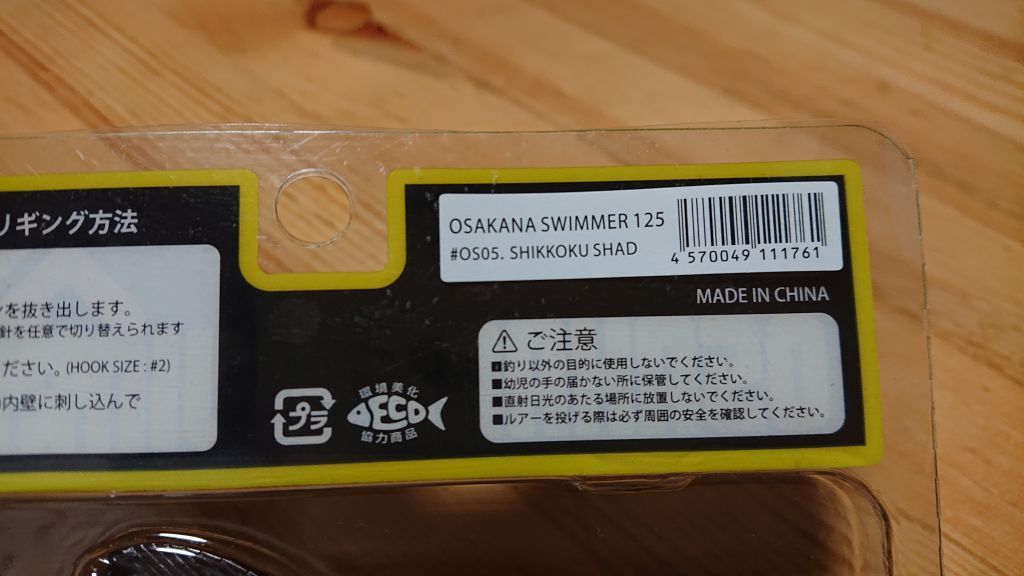 リギング方法
を抜き出します。
針を任意で切り替えられます
ださい。(HOOK SIZE : #2)
内壁に刺し込んで
プラ
環境美化
ECO
協力商品
OSAKANA SWIMMER 125
#OS05. SHIKKOKU SHAD
4 570049 111761
MADE IN CHINA
ご注意
■釣り以外の目的に使用しないでください。
■幼児の手の届かない所に保管してください。
■直射日光のあたる場所に放置しないでください。
■ルアーを投げる際は必ず周囲の安全を確認してください。